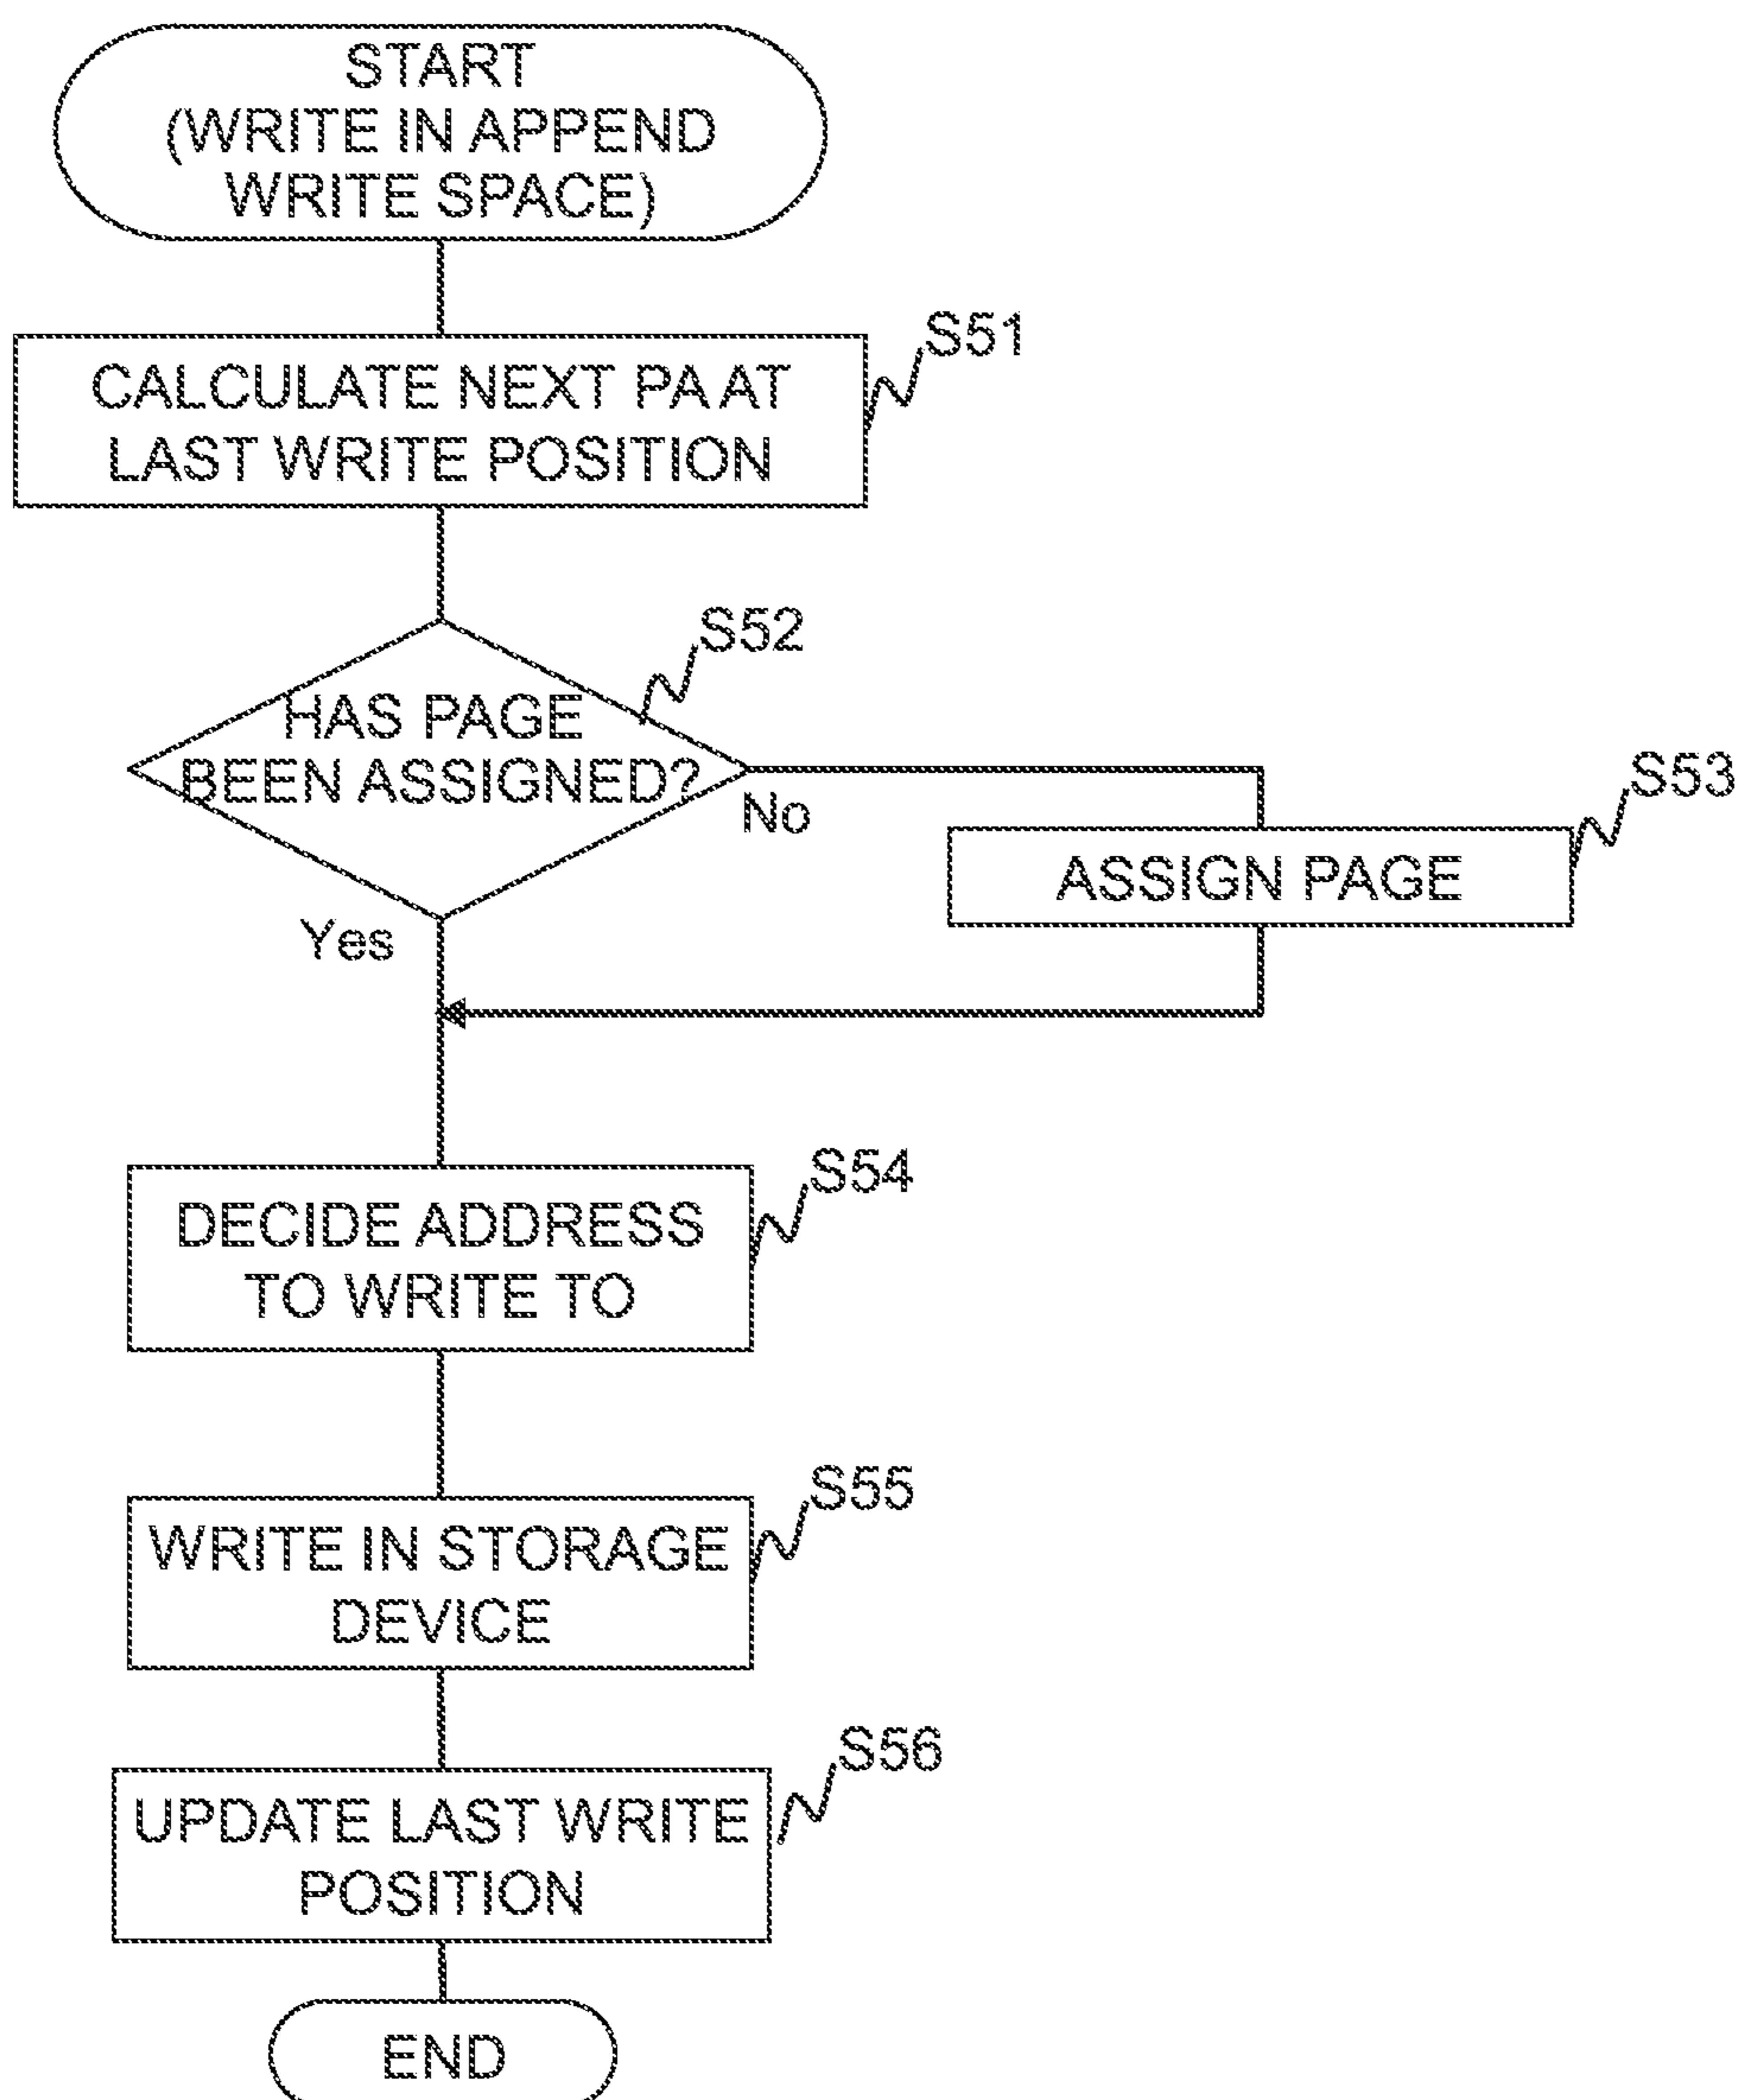 START
(WRITE IN APPEND
WRITE SPACE)
S51
CALCULATE NEXT PA AT
LAST WRITE POSITION
S52
HAS PAGE
BEEN ASSIGNED?
No
S53
ASSIGN PAGE
Yes
S54
DECIDE ADDRESS
TO WRITE TO
S55
WRITE IN STORAGE
DEVICE
S56
UPDATE LAST WRITE
POSITION
END